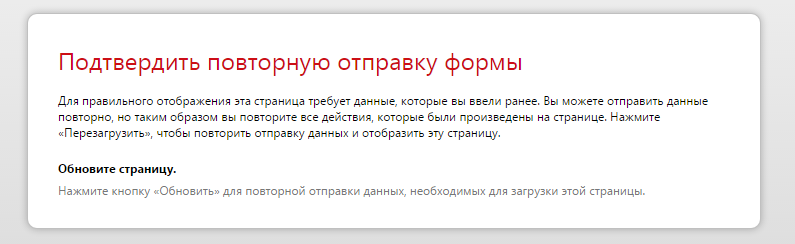 Подтвердить повторную отправку формы
Для правильного отображения эта страница требует данные, которые вы ввели ранее. Вы можете отправить данные
повторно, но таким образом вы повторите все действия, которые были произведены на странице. Нажмите
«Перезагрузить», чтобы повторить отправку данных и отобразить эту страницу.
Обновите страницу.
Нажмите кнопку «Обновить» для повторной отправки данных, необходимых для загрузки этой страницы.